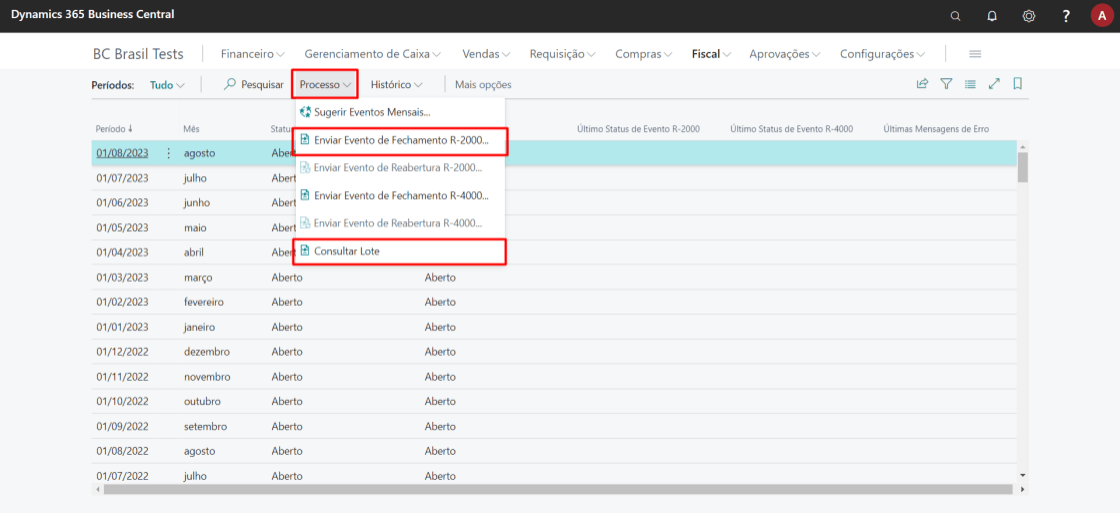 Dynamics 365 Business Central ? A
BC Brasil Tests Financeiro Gerenciamento de Caixa Vendas Requisição Compras Fiscal Aprovações Configurações
Períodos: Tudo Pesquisar Processo Histórico Mais opções
Sugerir Eventos Mensais...
Período ↓ Mês Statu Último Status de Evento R-2000 Último Status de Evento R-4000 Últimas Mensagens de Erro
Enviar Evento de Fechamento R-2000...
01/08/2023 agosto Abert
Enviar Evento de Reabertura R-2000...
01/07/2023 julho Abert
Enviar Evento de Fechamento R-4000...
01/06/2023 junho Abert
Enviar Evento de Reabertura R-4000...
01/05/2023 maio Abert
Consultar Lote
01/04/2023 abril Abert
01/03/2023 março Aberto Aberto
01/02/2023 fevereiro Aberto Aberto
01/01/2023 janeiro Aberto Aberto
01/12/2022 dezembro Aberto Aberto
01/11/2022 novembro Aberto Aberto
01/10/2022 outubro Aberto Aberto
01/09/2022 setembro Aberto Aberto
01/08/2022 agosto Aberto Aberto
01/07/2022 julho Aberto Aberto